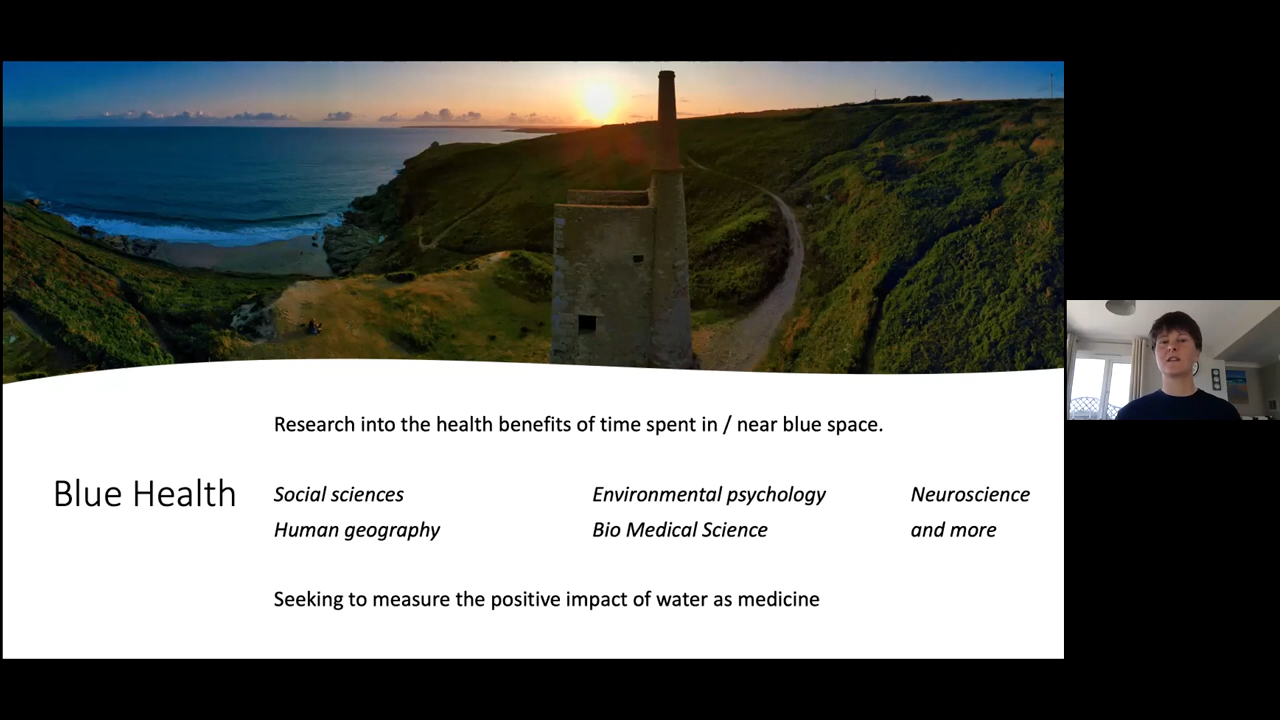 Research into the health benefits of time spent in / near blue space.
Blue Health
Social sciences
Environmental psychology
Neuroscience
Human geography
Bio Medical Science
and more
Seeking to measure the positive impact of water as medicine